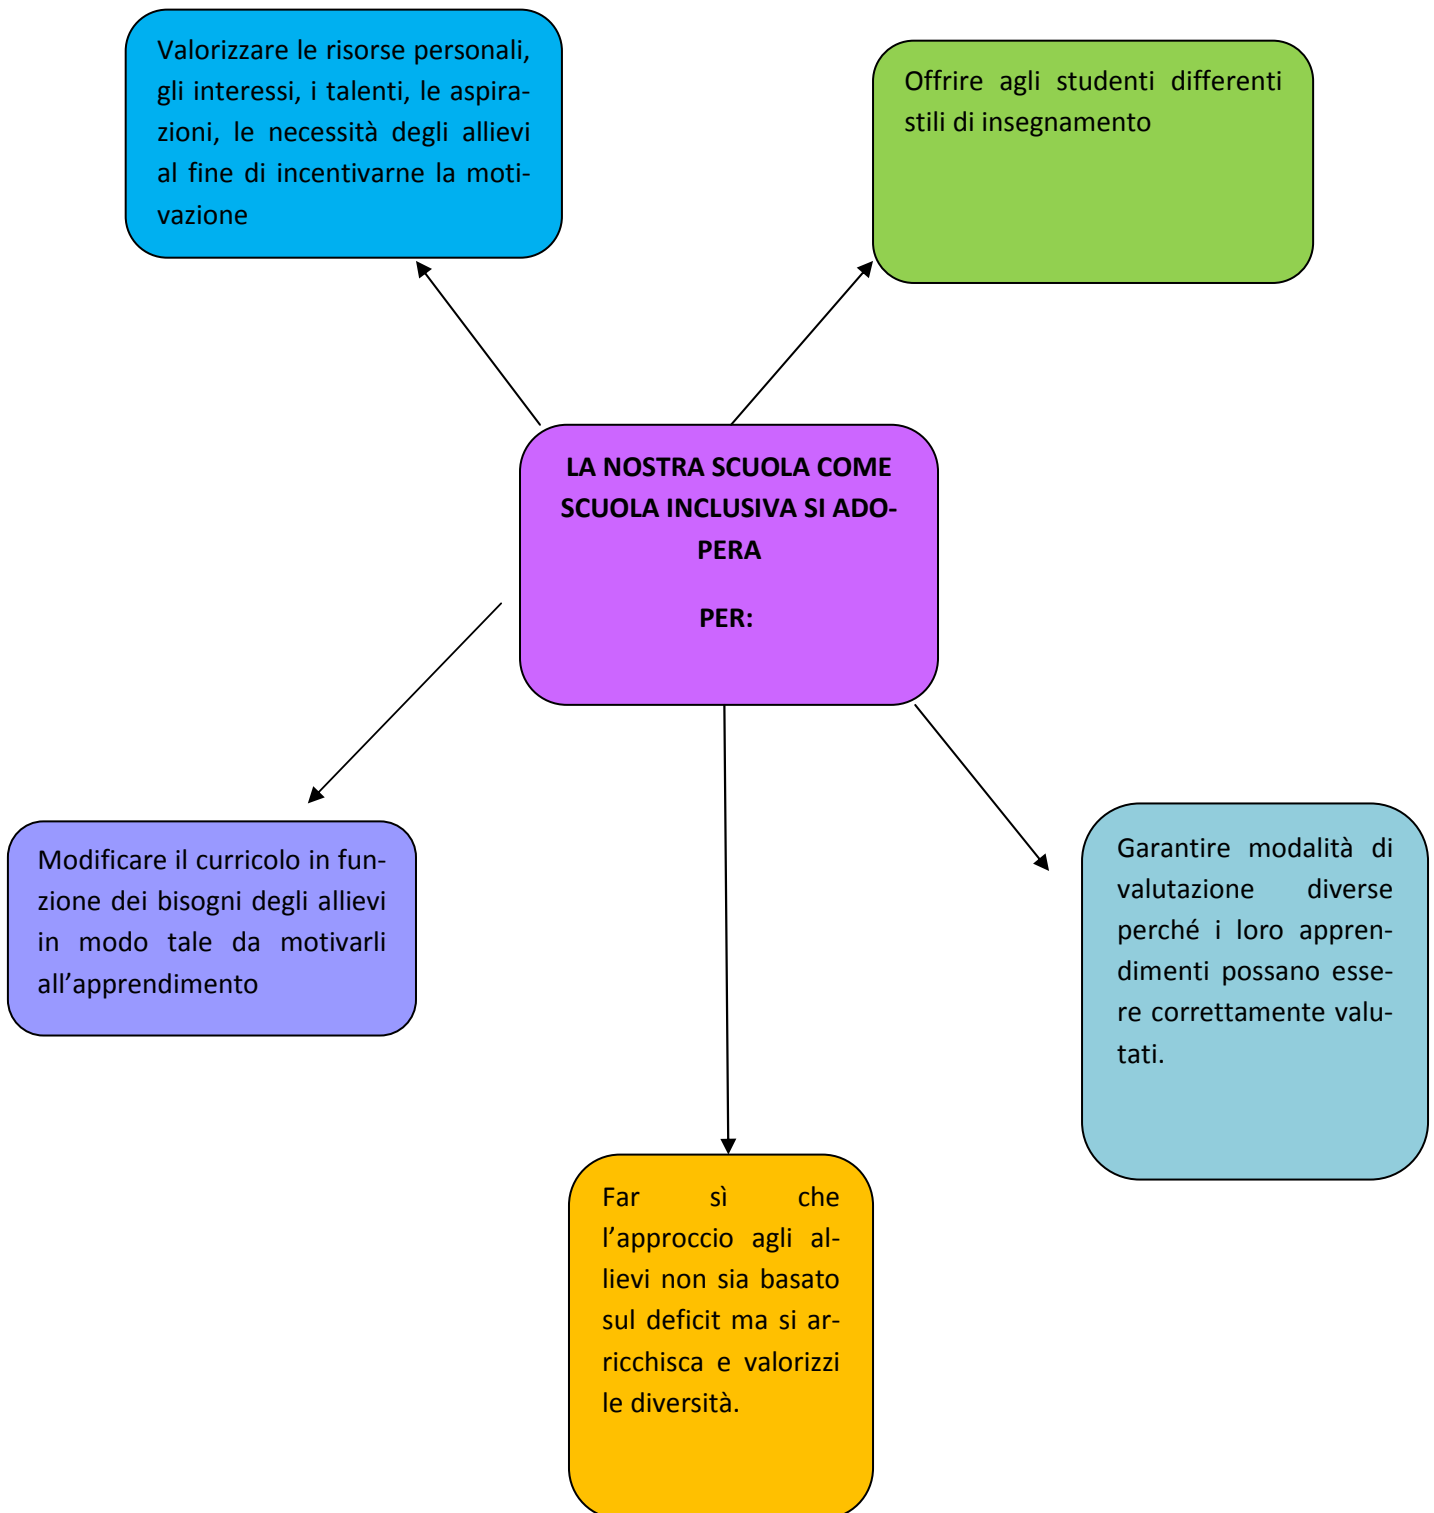 Valorizzare le risorse personali,
gli interessi, i talenti, le aspira-
zioni, le necessità degli allievi
al fine di incentivarne la moti-
vazione
Offrire agli studenti differenti
stili di insegnamento
LA NOSTRA SCUOLA COME
SCUOLA INCLUSIVA SI ADO-
PERA
PER:
Modificare il curricolo in fun-
zione dei bisogni degli allievi
in modo tale da motivarli
all’apprendimento
Garantire modalità di
valutazione diverse
perché i loro appren-
dimenti possano esse-
re correttamente valu-
tati.
Far sì che
l’approccio agli al-
lievi non sia basato
sul deficit ma si ar-
ricchisca e valorizzi
le diversità.